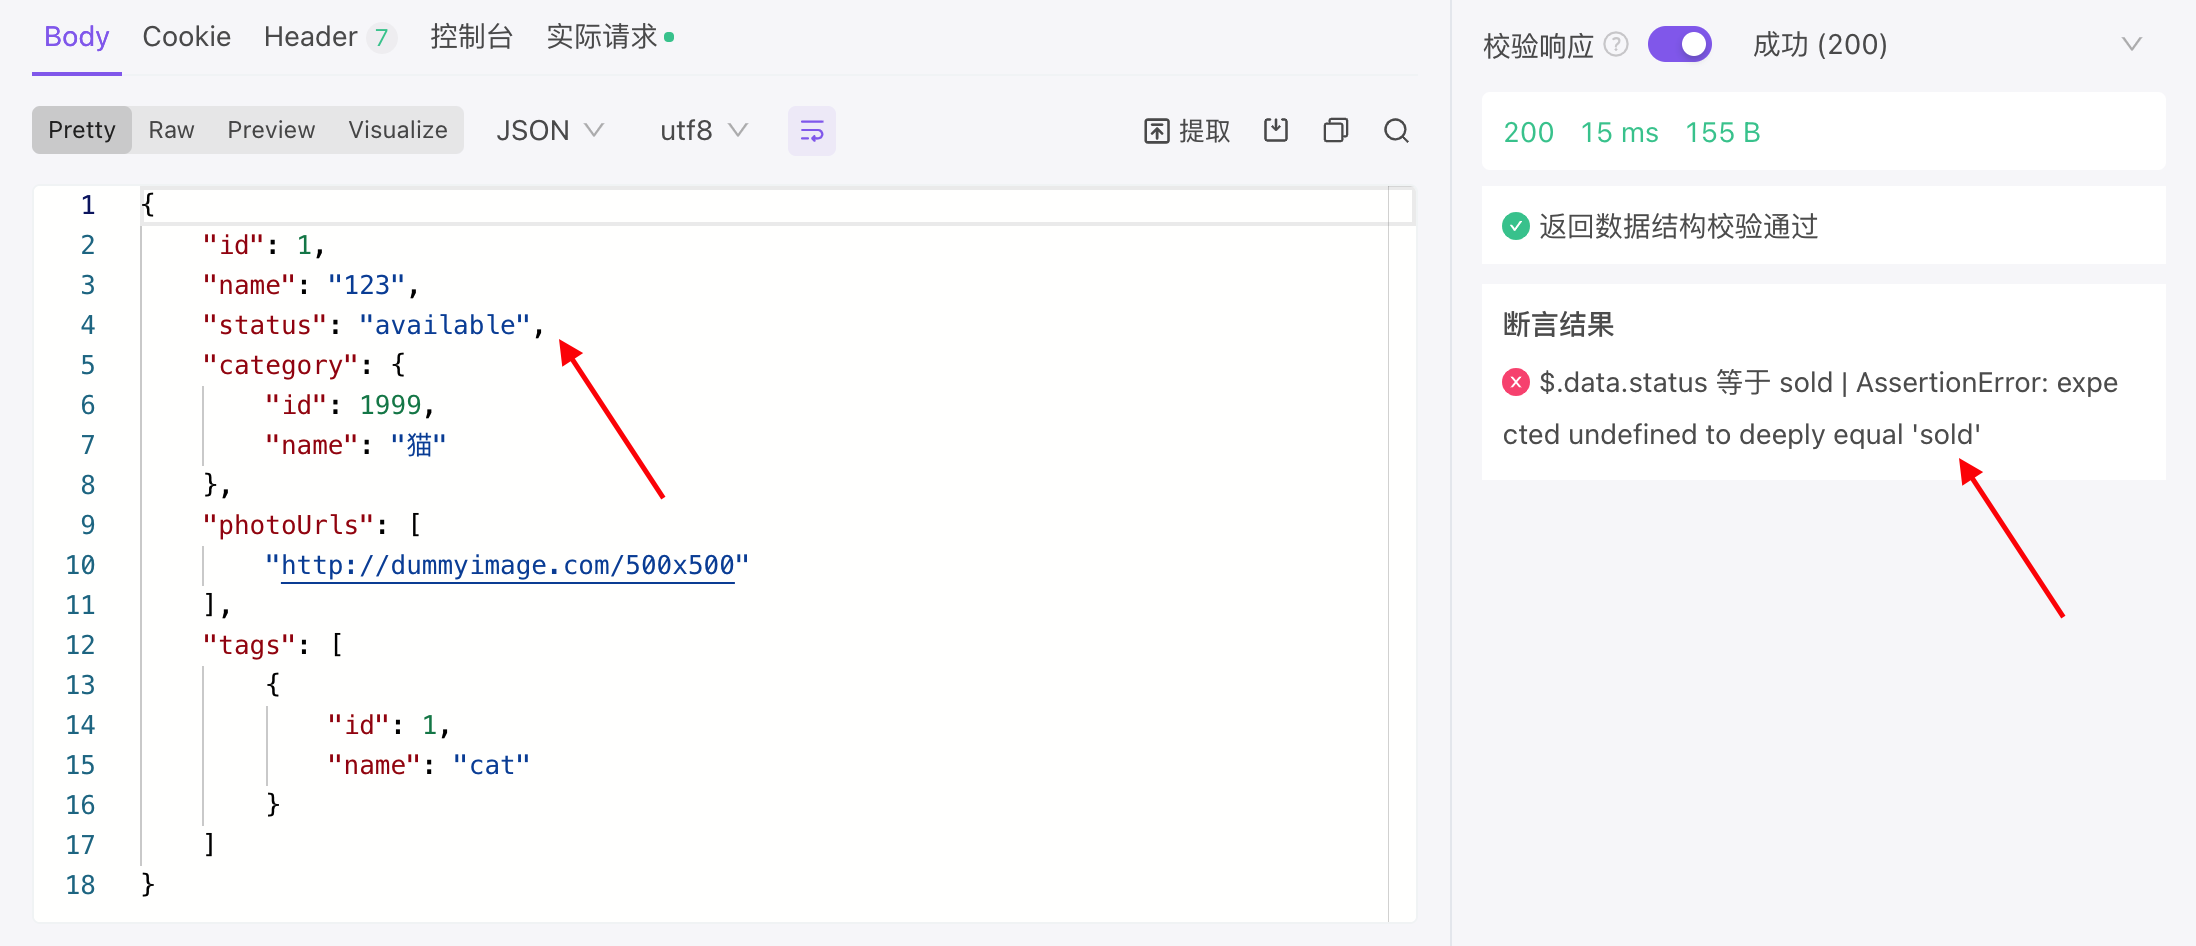 Body Cookie Header 7 控制台 实际请求
Pretty Raw Preview Visualize JSON utf8 提取
1 {
2 "id": 1,
3 "name": "123",
4 "status": "available",
5 "category": {
6 "id": 1999,
7 "name": "猫"
8 },
9 "photoUrls": [
10 "http://dummyimage.com/500x500"
11 ],
12 "tags": [
13 {
14 "id": 1,
15 "name": "cat"
16 }
17 ]
18 }
校验响应 ? 成功 (200)
200 15 ms 155 B
返回数据结构校验通过
断言结果
$.data.status 等于 sold | AssertionError: expe
cted undefined to deeply equal 'sold'